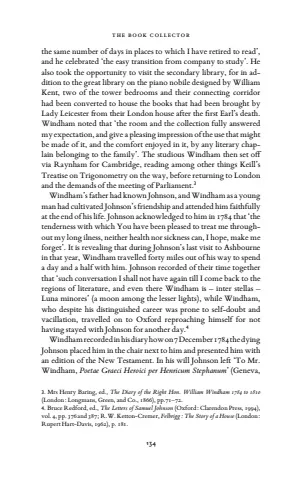 THE BOOK COLLECTOR
the same number of days in places to which I have retired to read’,
and he celebrated ‘the easy transition from company to study’. He
also took the opportunity to visit the secondary library, for in ad-
dition to the great library on the piano nobile designed by William
Kent, two of the tower bedrooms and their connecting corridor
had been converted to house the books that had been brought by
Lady Leicester from their London house after the first Earl’s death.
Windham noted that ‘the room and the collection fully answered
my expectation, and give a pleasing impression of the use that might
be made of it, and the comfort enjoyed in it, by any literary chap-
lain belonging to the family’. The studious Windham then set off
via Raynham for Cambridge, reading among other things Keill’s
Treatise on Trigonometry on the way, before returning to London
and the demands of the meeting of Parliament.³
Windham’s father had known Johnson, and Windham as a young
man had cultivated Johnson’s friendship and attended him faithfully
at the end of his life. Johnson acknowledged to him in 1784 that ‘the
tenderness with which You have been pleased to treat me through-
out my long illness, neither health nor sickness can, I hope, make me
forget’. It is revealing that during Johnson’s last visit to Ashbourne
in that year, Windham travelled forty miles out of his way to spend
a day and a half with him. Johnson recorded of their time together
that ‘such conversation I shall not have again till I come back to the
regions of literature, and even there Windham is – inter stellas –
Luna minores’ (a moon among the lesser lights), while Windham,
who despite his distinguished career was prone to self-doubt and
vacillation, travelled on to Oxford reproaching himself for not
having stayed with Johnson for another day.⁴
Windham recorded in his diary how on 7 December 1784 the dying
Johnson placed him in the chair next to him and presented him with
an edition of the New Testament. In his will Johnson left ‘To Mr.
Windham, Poetae Graeci Heroici per Henricum Stephanum’ (Geneva,
3. Mrs Henry Baring, ed., The Diary of the Right Hon. William Windham 1784 to 1810
(London: Longmans, Green, and Co., 1866), pp.71–72.
4. Bruce Redford, ed., The Letters of Samuel Johnson (Oxford: Clarendon Press, 1994),
vol. 4, pp. 376 and 387; R. W. Ketton-Cremer, Felbrigg: The Story of a House (London:
Rupert Hart-Davis, 1962), p. 181.
134